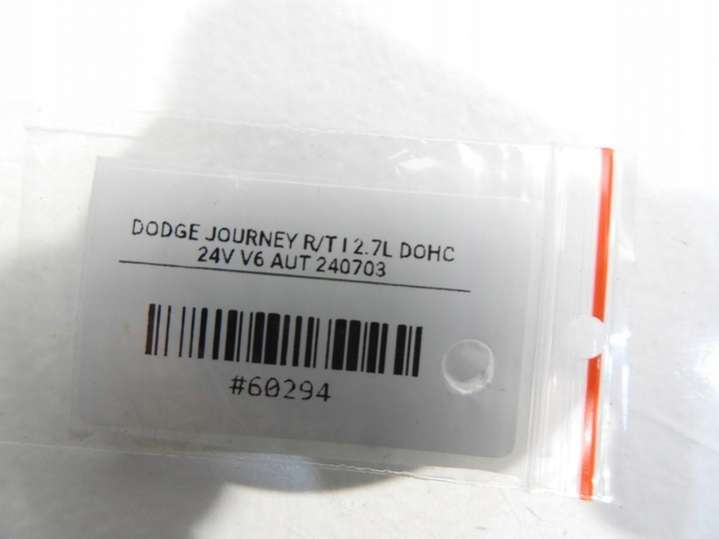 DODGE JOURNEY R/T I 2.7L DOHC
24V V6 AUT 240703
#60294